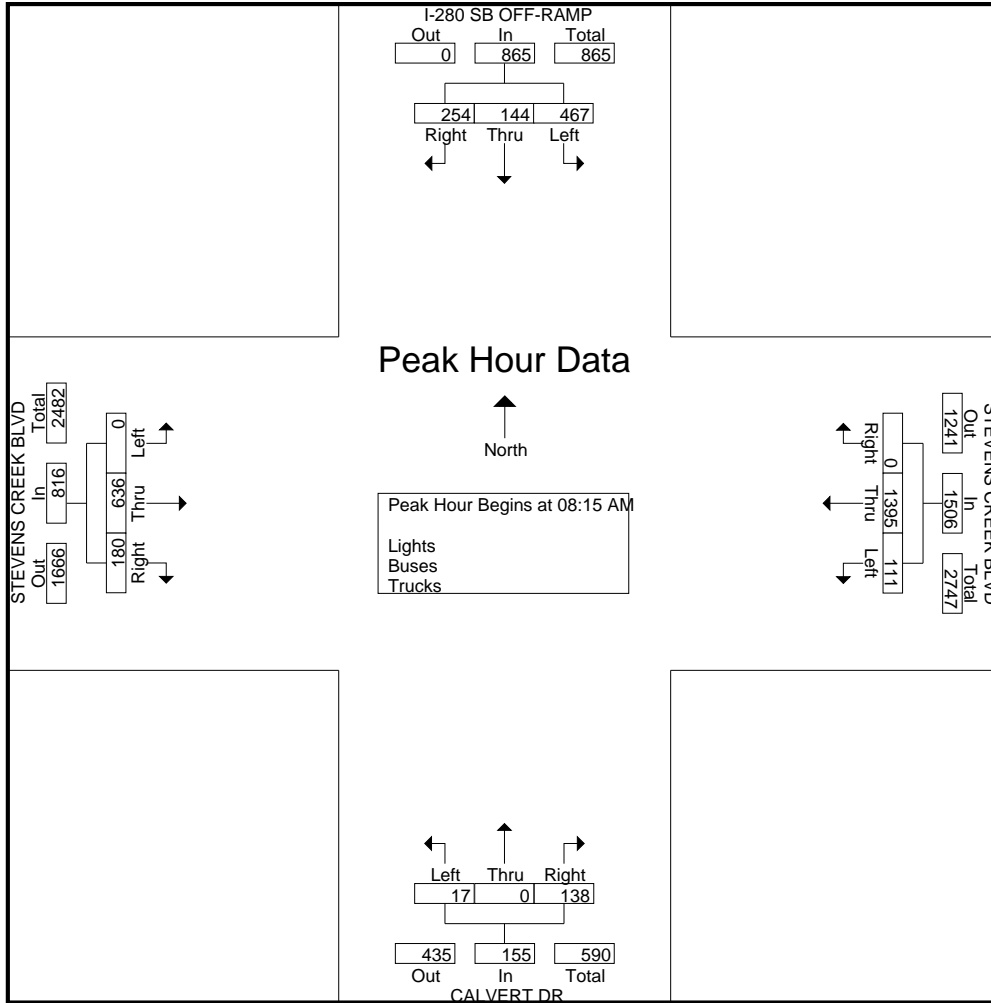 I-280 SB OFF-RAMP
Out In Total
0 865 865
254 144 467
Right Thru Left
Peak Hour Data
North
Peak Hour Begins at 08:15 AM
Lights
Buses
Trucks
STEVENS CREEK BLVD
Total In Out
2482 816 1666
0 636 180
Left Thru Right
STEVENS CREEK BLVD
Out In Total
1241 1506 2747
0 1395 111
Right Thru Left
Left Thru Right
17 0 138
435 155 590
Out In Total
CALVERT DR